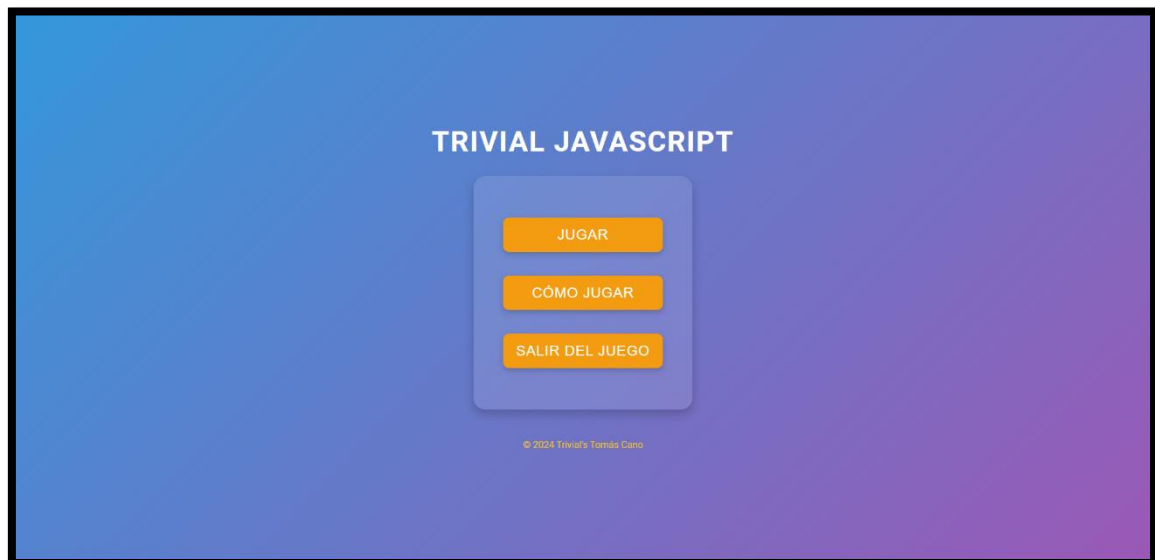 TRIVIAL JAVASCRIPT
JUGAR
CÓMO JUGAR
SALIR DEL JUEGO
© 2024 Trivial's Tomás Cano